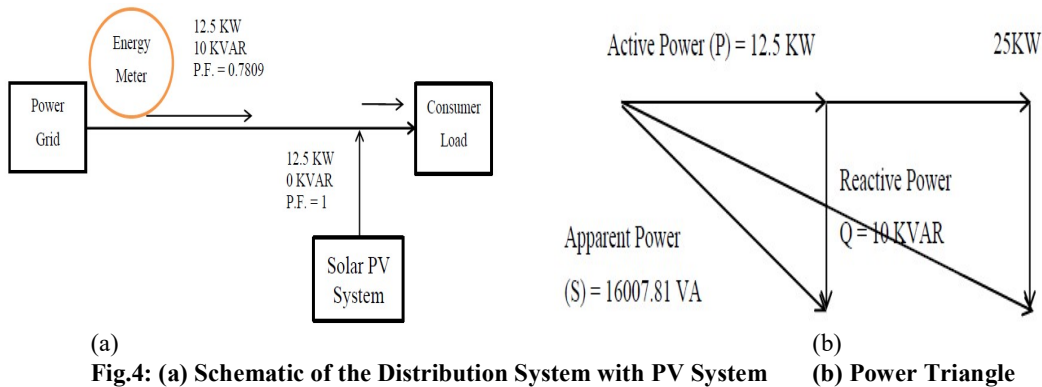 12.5 KW
10 KVAR
P.F. = 0.7809
Energy
Meter
Power
Grid
Consumer
Load
12.5 KW
0 KVAR
P.F. = 1
Solar PV
System
Active Power (P) = 12.5 KW
25KW
Reactive Power
Q = 10 KVAR
Apparent Power
(S) = 16007.81 VA
(a)
(b)
Fig.4: (a) Schematic of the Distribution System with PV System (b) Power Triangle